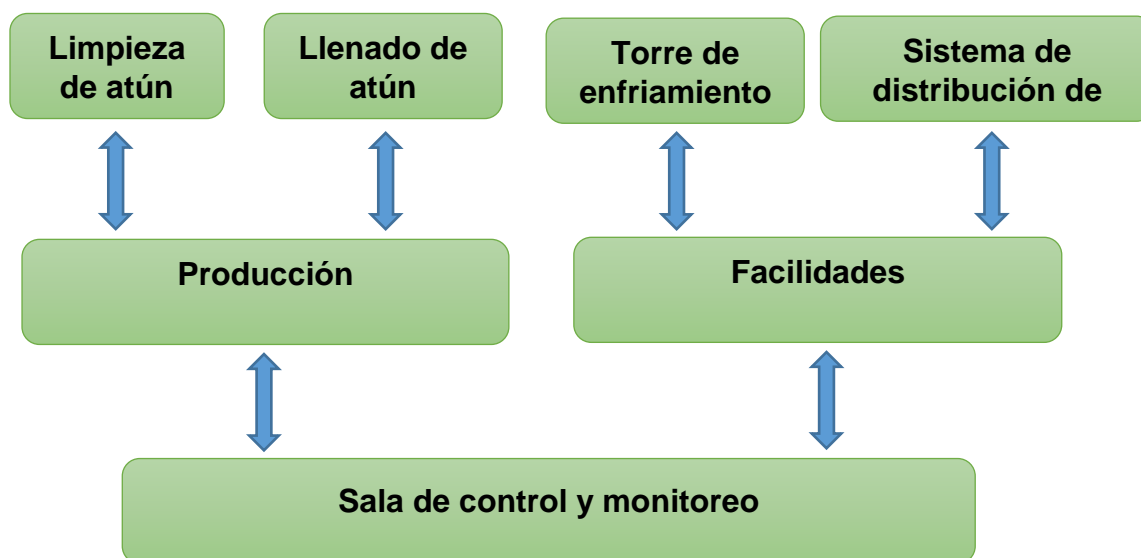 Limpieza
de atún
Llenado de
atún
Torre de
enfriamiento
Sistema de
distribución de
Producción
Facilidades
Sala de control y monitoreo